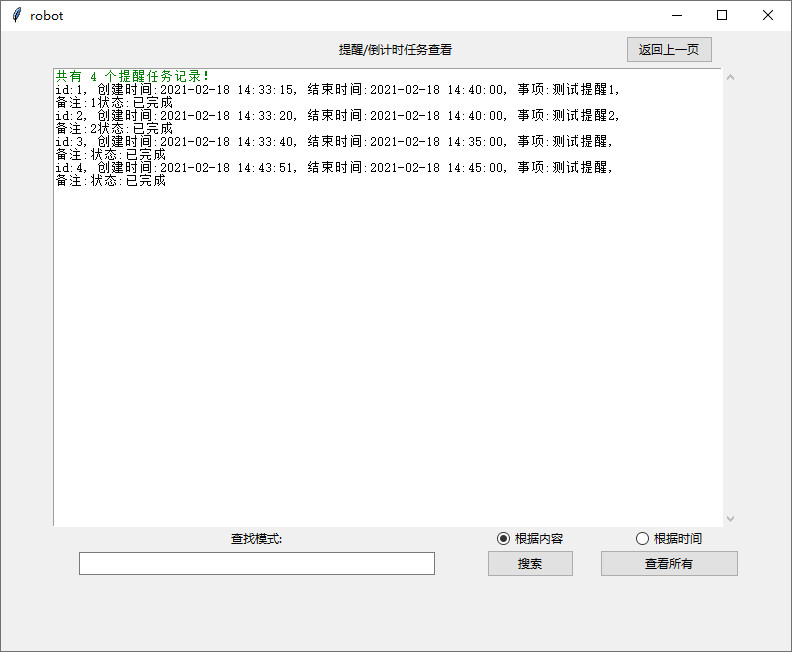 robot
提醒/倒计时任务查看
返回上一页
共有 4 个提醒任务记录!
id:1, 创建时间:2021-02-18 14:33:15, 结束时间:2021-02-18 14:40:00, 事项:测试提醒1,
备注:1状态:已完成
id:2, 创建时间:2021-02-18 14:33:20, 结束时间:2021-02-18 14:40:00, 事项:测试提醒2,
备注:2状态:已完成
id:3, 创建时间:2021-02-18 14:33:40, 结束时间:2021-02-18 14:35:00, 事项:测试提醒,
备注:状态:已完成
id:4, 创建时间:2021-02-18 14:43:51, 结束时间:2021-02-18 14:45:00, 事项:测试提醒,
备注:状态:已完成
查找模式:
根据内容
根据时间
搜索
查看所有